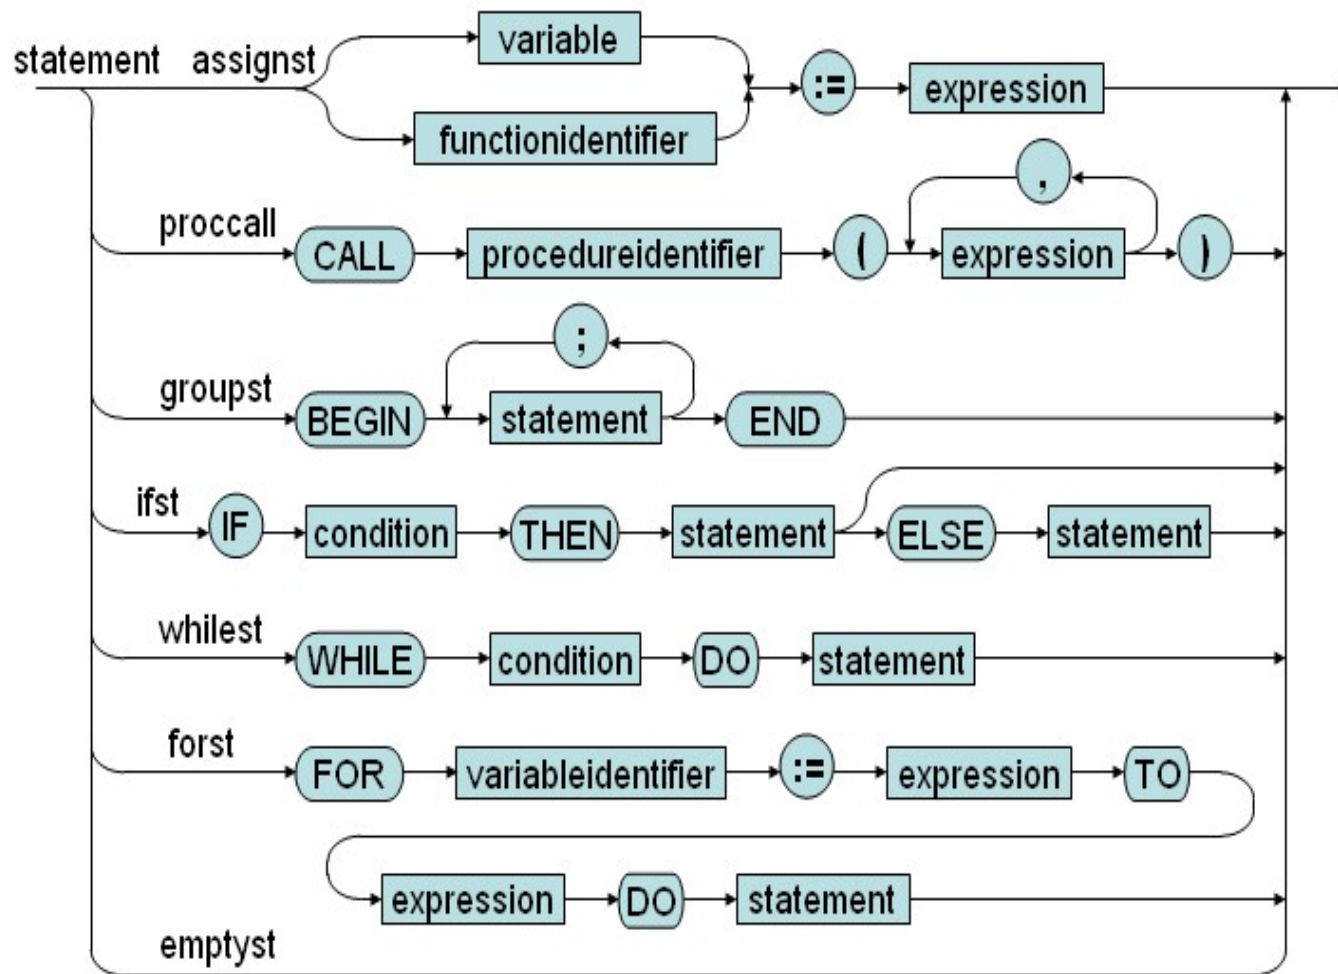 variable
statement assignst := expression
functionidentifier
,
proccall CALL procedureidentifier ( expression )
;
groupst BEGIN statement END
ifst IF condition THEN statement ELSE statement
whilest WHILE condition DO statement
forst FOR variableidentifier := expression TO
expression DO statement
emptyst